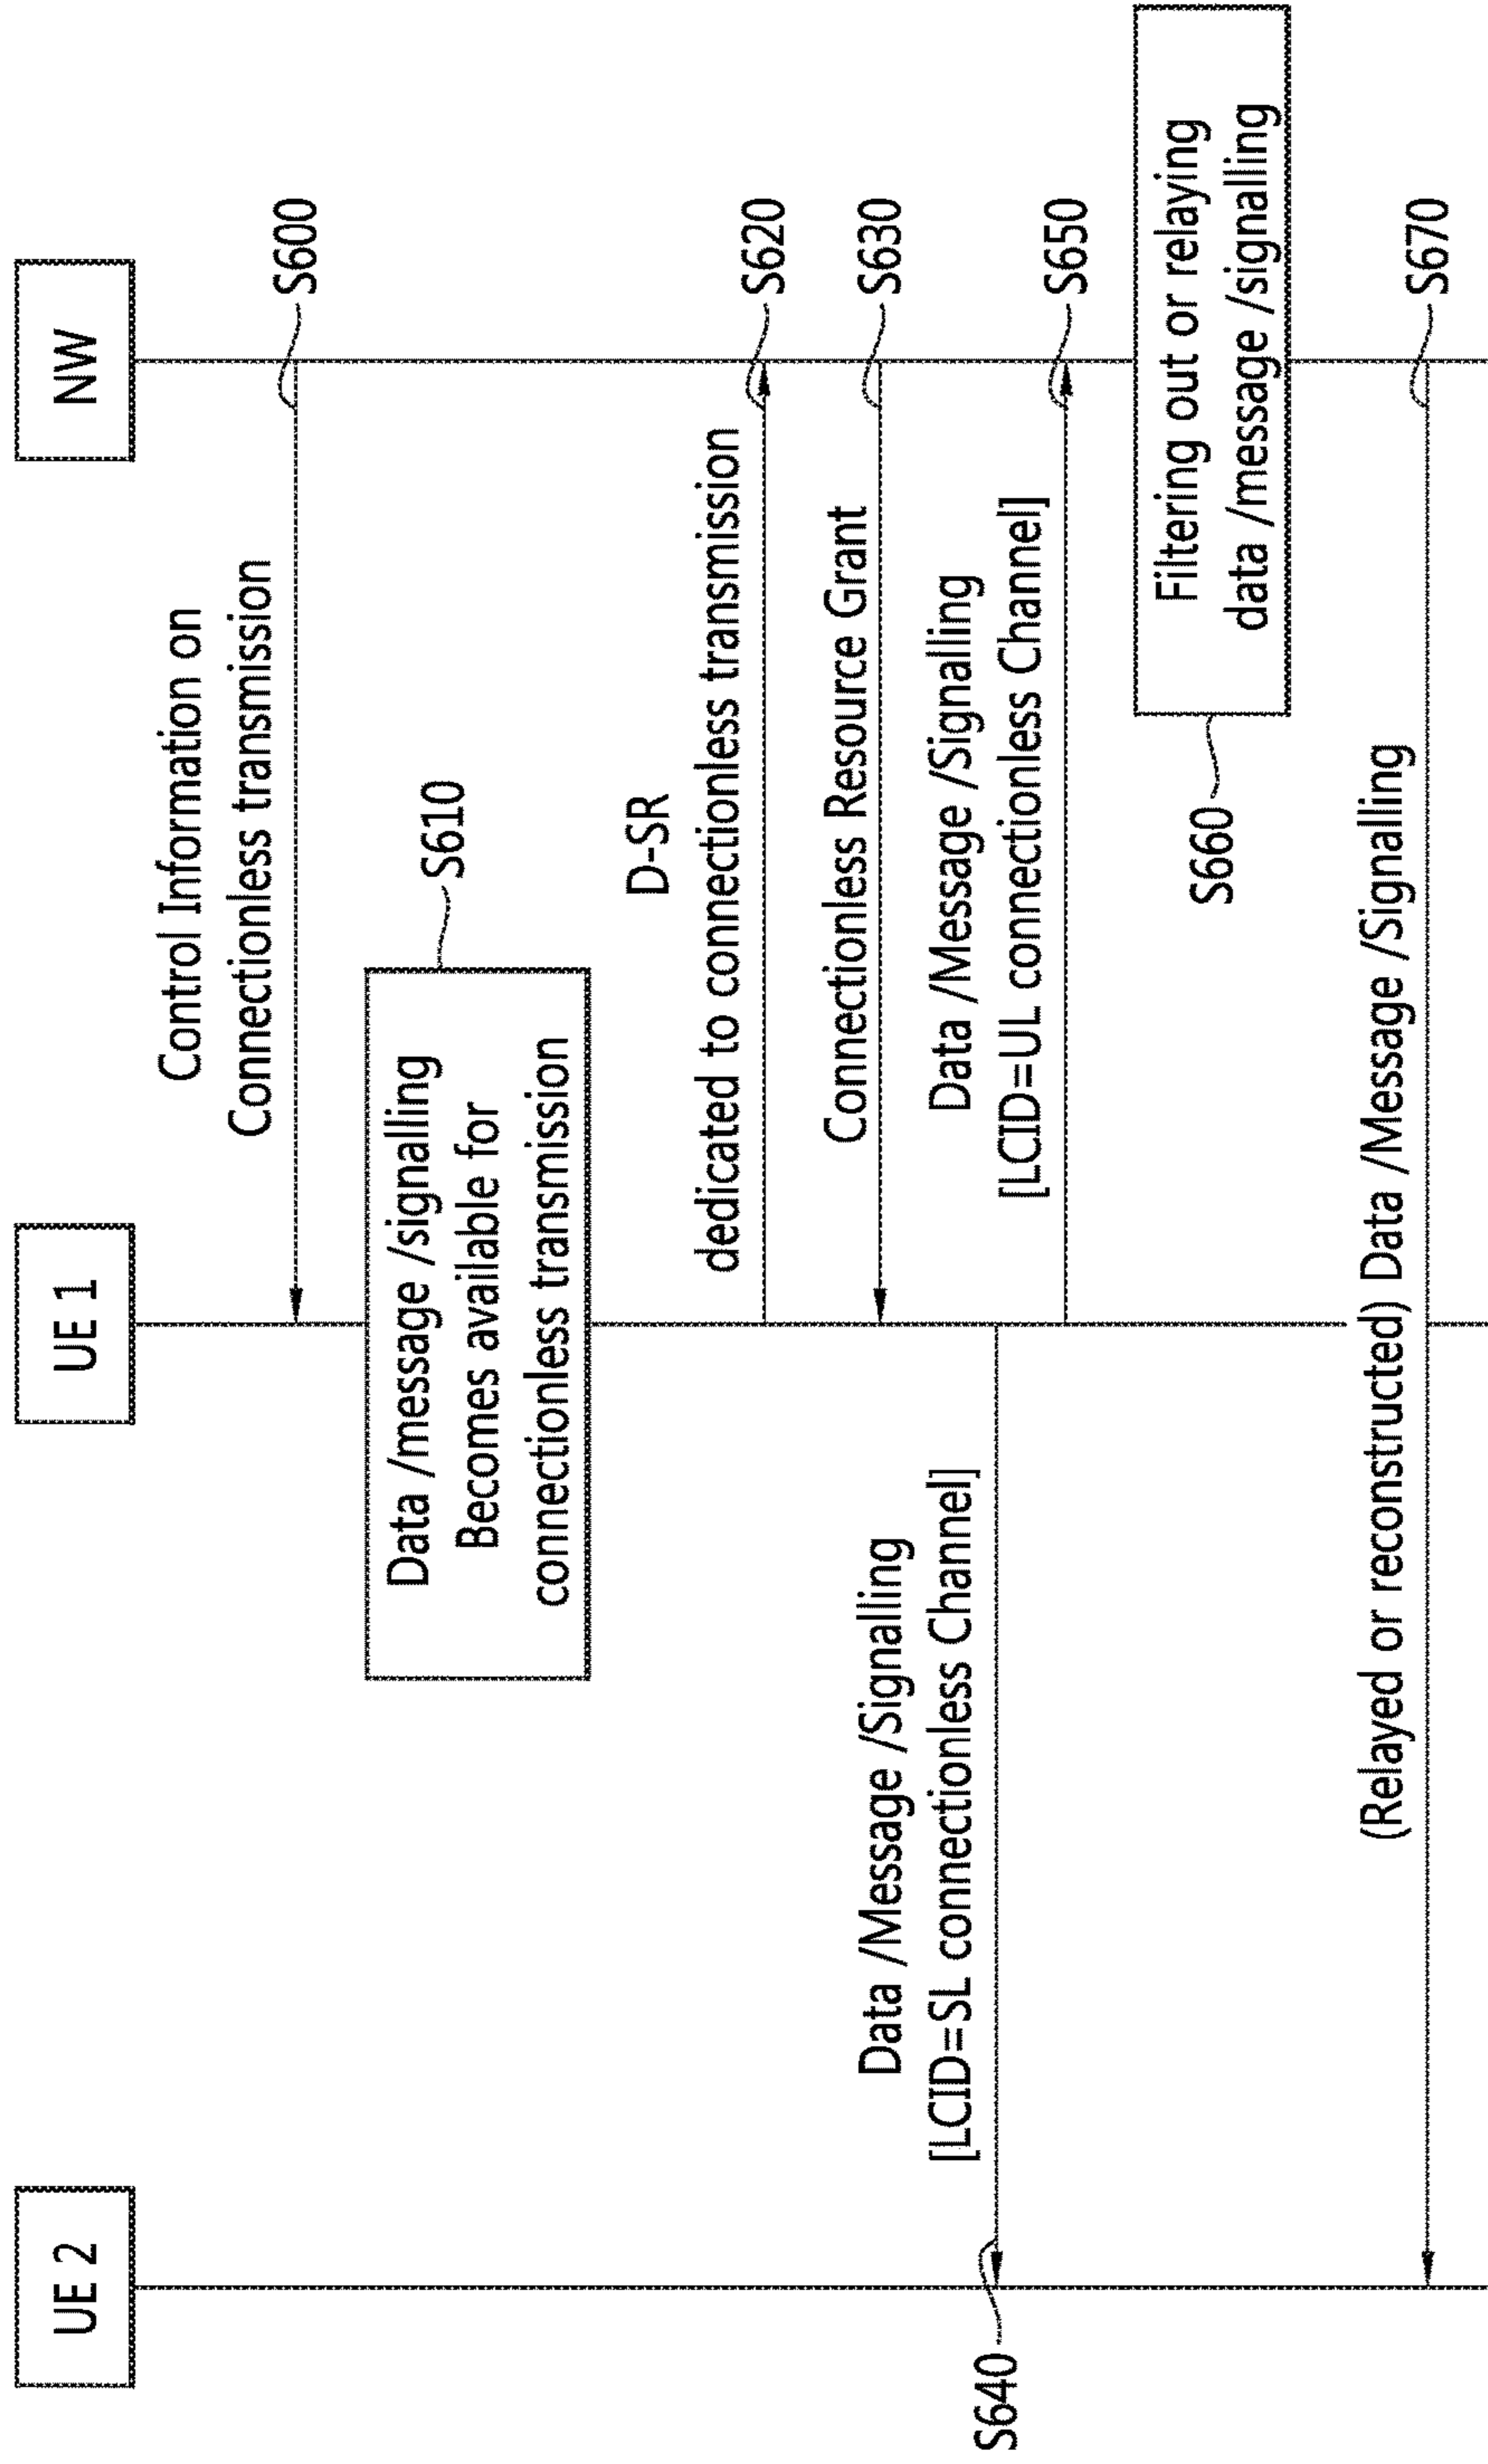 UE 2
UE 1
NW
Control Information on
Connectionless transmission
S600
Data /message /signalling
Becomes available for
connectionless transmission
S610
D-SR
dedicated to connectionless transmission
S620
Connectionless Resource Grant
S630
Data /Message /Signalling
[LCID=SL connectionless Channel]
S640
Data /Message /Signalling
[LCID=UL connectionless Channel]
S650
Filtering out or relaying
data /message /signalling
S660
(Relayed or reconstructed) Data /Message /Signalling
S670